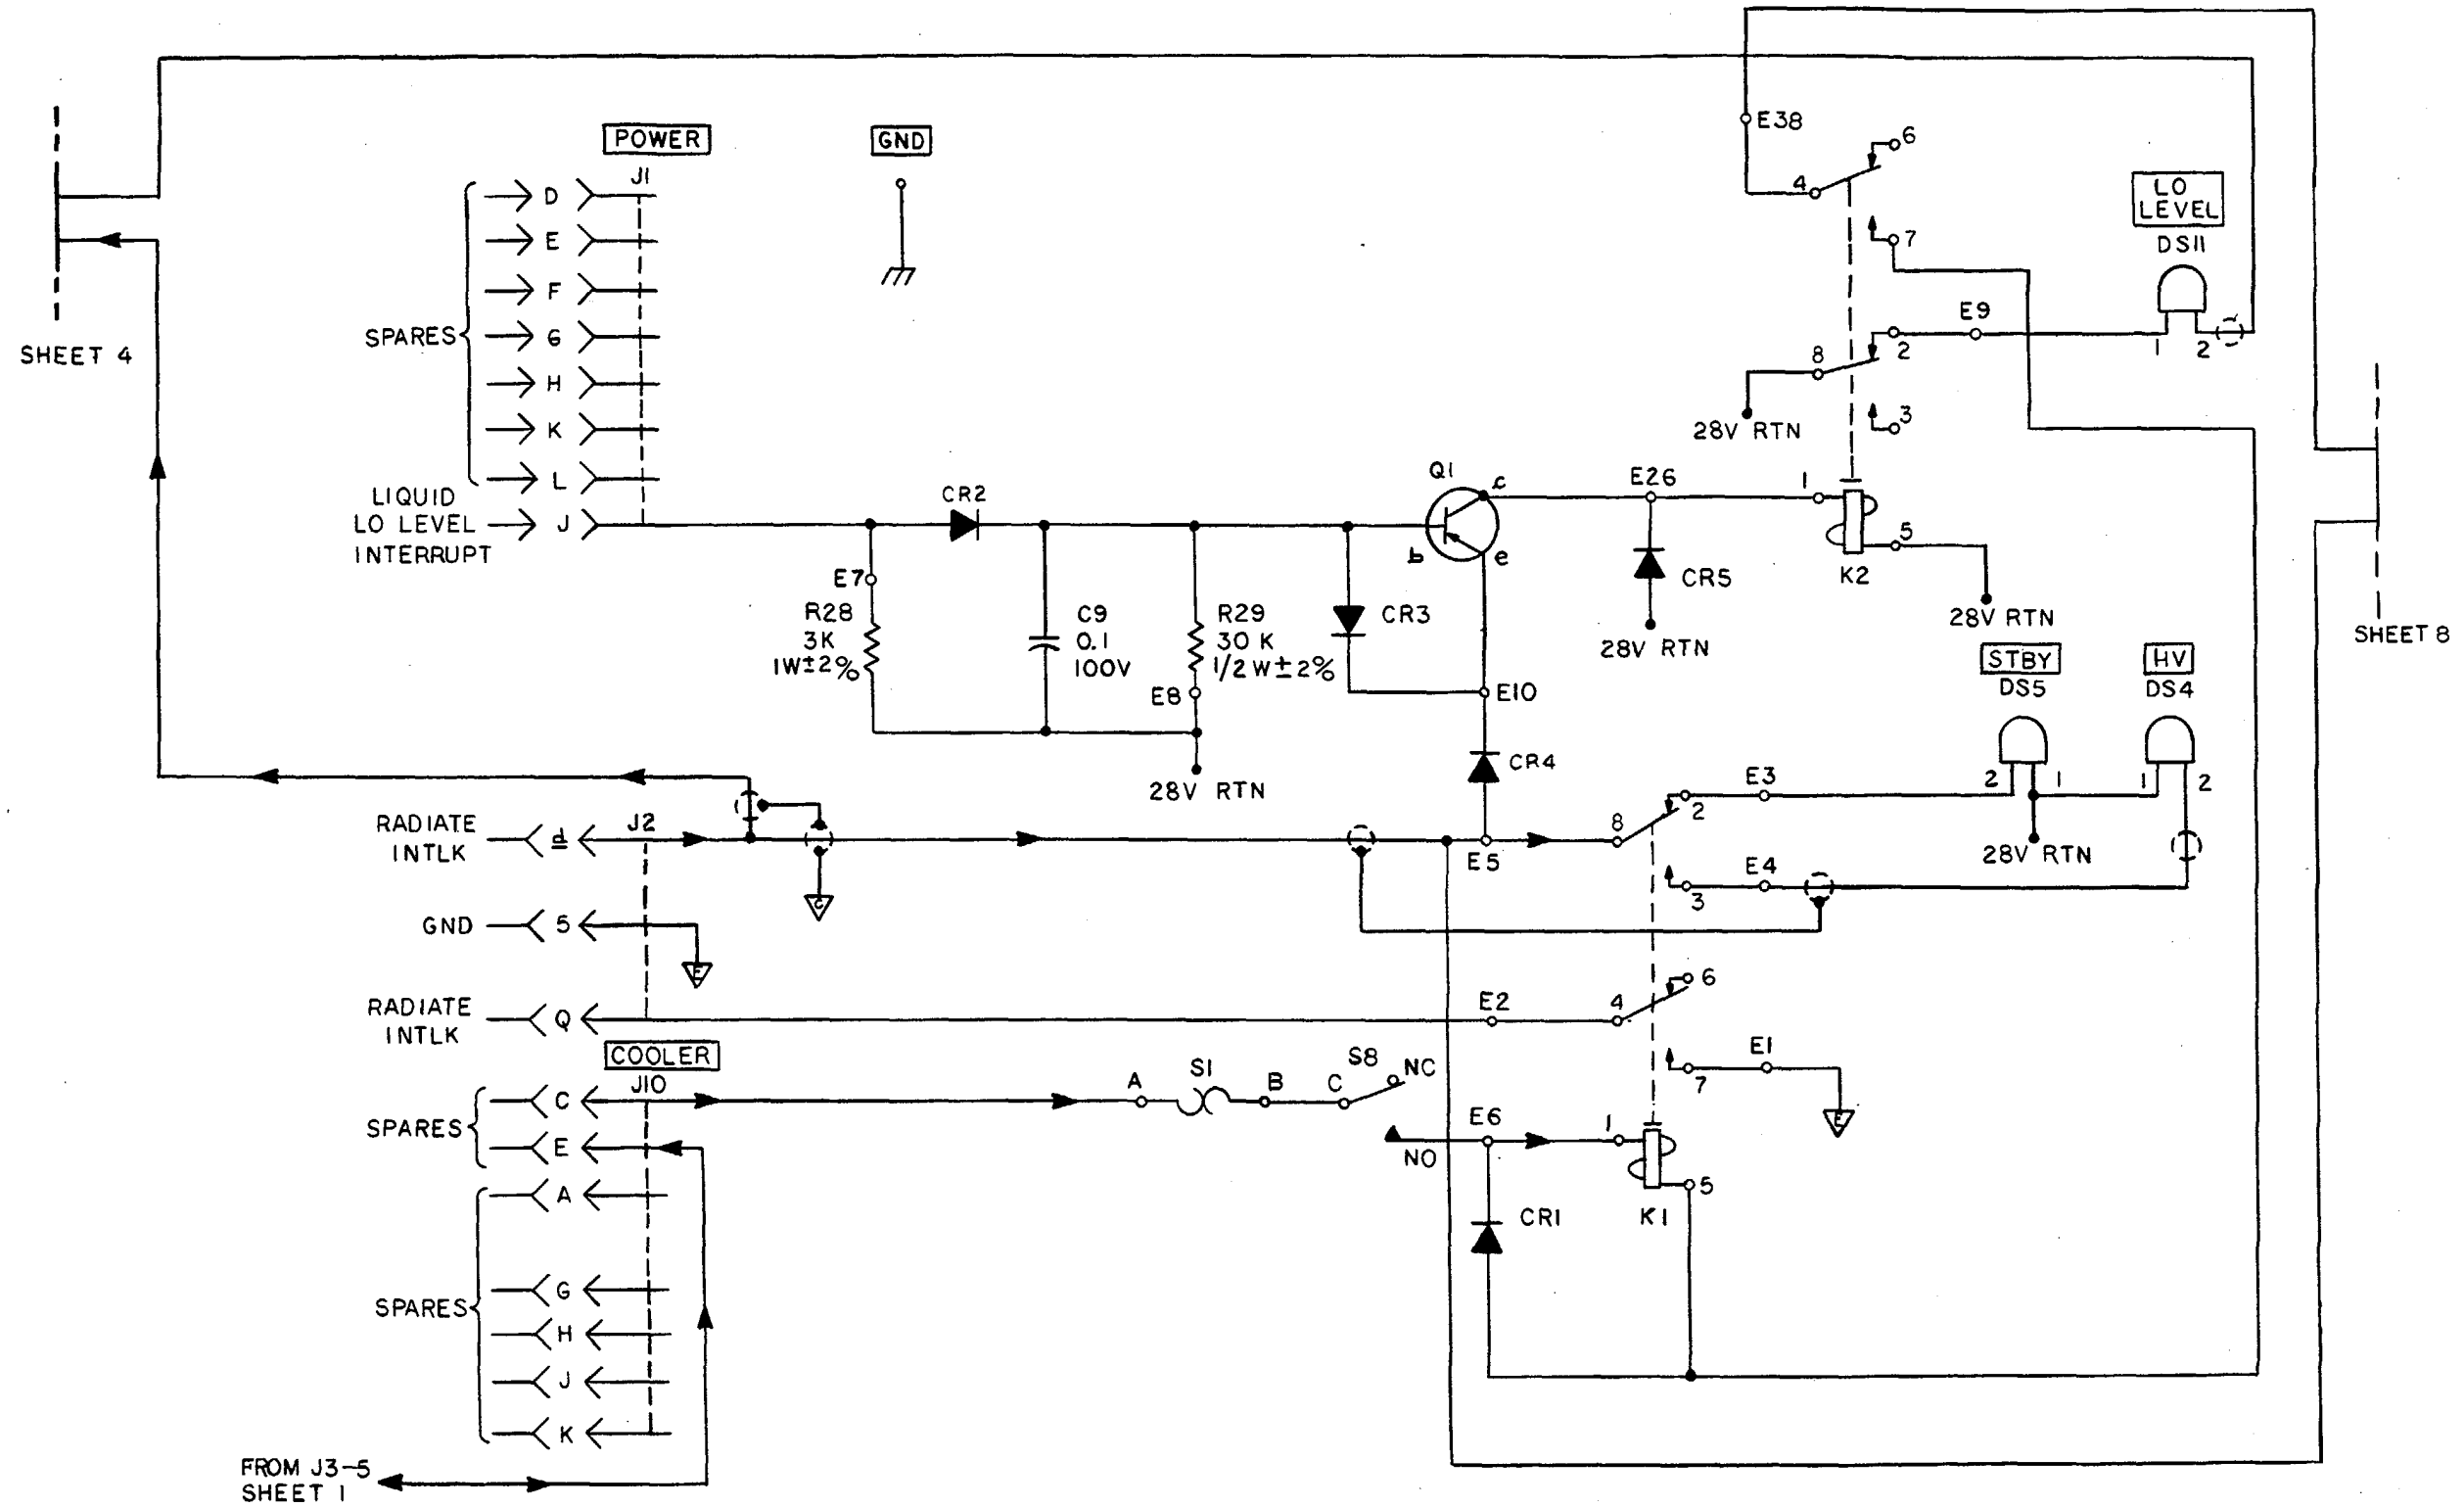 E38
6
4
7
LO
LEVEL
DS11
E9
1
2
8
2
3
28V RTN
SHEET 4
POWER
J1
GND
D
E
F
G
H
K
L
SPARES
LIQUID
LO LEVEL
INTERRUPT
J
CR2
Q1
c
b
e
E26
1
5
K2
CR5
28V RTN
28V RTN
SHEET 8
E7
R28
3K
1W±2%
C9
0.1
100V
R29
30 K
1/2 W±2%
E8
28V RTN
CR3
E10
CR4
STBY
DS5
HV
DS4
E3
2
1
1
2
28V RTN
RADIATE
INTLK
d
J2
C
E5
8
2
E4
3
GND
5
E
RADIATE
INTLK
Q
E2
4
6
E1
7
E
COOLER
J10
SPARES
C
E
A
S1
B
C
S8
NC
NO
E6
1
5
K1
CR1
SPARES
A
G
H
J
K
FROM J3-5
SHEET 1